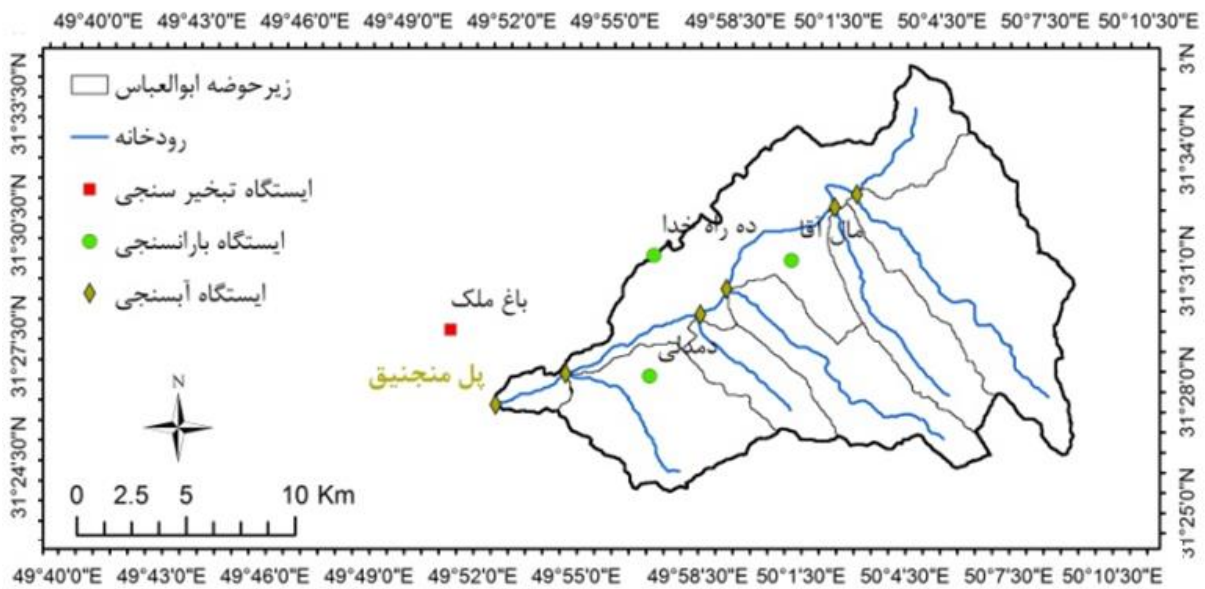 49°40'0"E 49°43'0"E 49°46'0"E 49°49'0"E 49°52'0"E 49°55'0"E 49°58'30"E 50°1'30"E 50°4'30"E 50°7'30"E 50°10'30"E
31°33'30"N
31°30'30"N
31°27'30"N
31°24'30"N
زیرحوضه ابوالعباس
رودخانه
ایستگاه تبخیر سنجی
ایستگاه بارانسنجی
ایستگاه آبسنجی
ده راه خدا
مال آقا
باغ ملک
دمدلی
پل منجنیق
N
0 2.5 5 10 Km
3'N
31°34'0"N
31°31'0"N
31°28'0"N
31°25'0"N
49°40'0"E 49°43'0"E 49°46'0"E 49°49'0"E 49°52'0"E 49°55'0"E 49°58'30"E 50°1'30"E 50°4'30"E 50°7'30"E 50°10'30"E